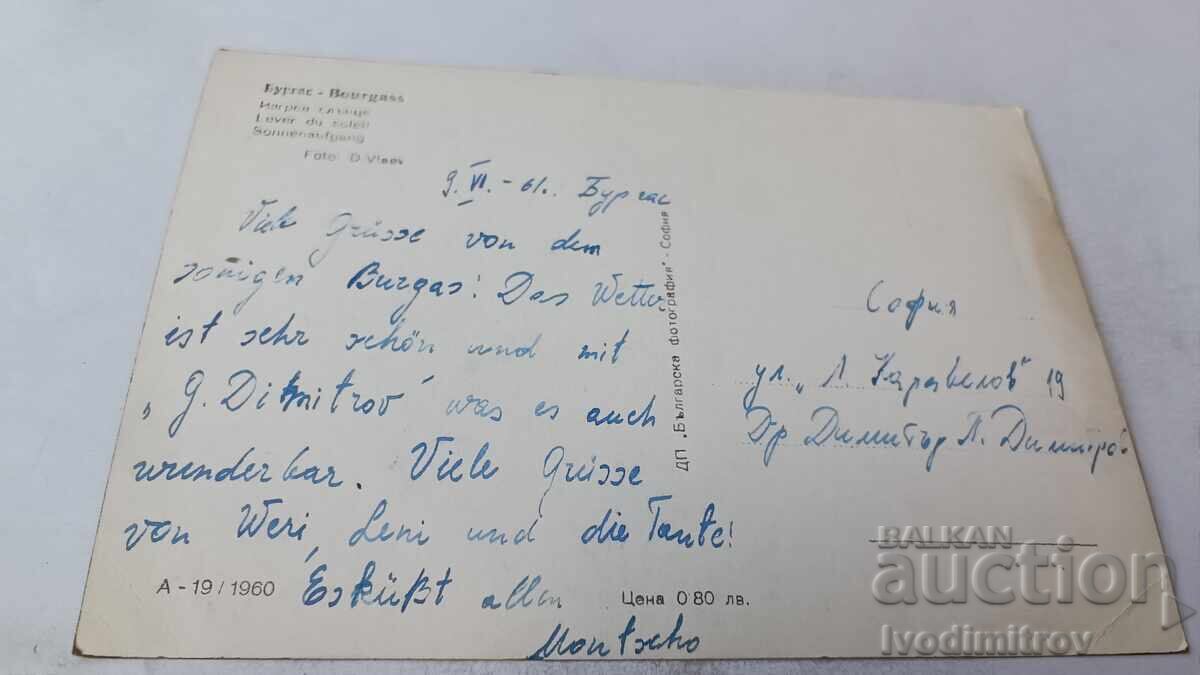 Бургас - Bourgass
Изгрев слънце
Lever du soleil
Sonnenaufgang
Foto: D. Vlaev
9.VI.-61. Бургас
Viele Grüsse von dem
sonigen Burgas! Das Wetter
ist sehr schön und mit
„G. Dimitrov" was es auch
wunderbar. Viele Grüsse
von Weri, Leni und die Tante!
Es küßt allen
Montscho
А - 19 / 1960
Цена 0.80 лв.
ДП „Българска фотография" - София
София
ул. „Л. Каравелов" 19
Др Димитър П. Димитров
BALKAN
auction
Ivodimitrov